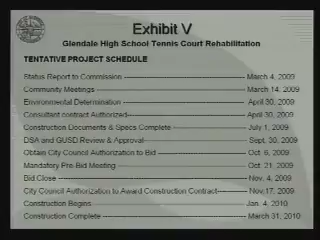 Exhibit V
Glendale High School Tennis Court Rehabilitation
TENTATIVE PROJECT SCHEDULE
Status Report to Commission ---------------------------------------- March 4, 2009
Community Meetings ------------------------------------------------ March 14, 2009
Environmental Determination ---------------------------------------- April 30, 2009
Consultant contract Authorized--------------------------------------- April 30, 2009
Construction Documents & Specs Complete ------------------------ July 1, 2009
DSA and GUSD Review & Approval---------------------------------- Sept. 30, 2009
Obtain City Council Authorization to Bid ---------------------------- Oct. 6, 2009
Mandatory Pre-Bid Meeting ----------------------------------------- Oct. 21, 2009
Bid Close ------------------------------------------------------------ Nov. 4, 2009
City Council Authorization to Award Construction Contract----------- Nov 17, 2009
Construction Begins-------------------------------------------------- Jan. 4, 2010
Construction Complete ---------------------------------------------- March 31, 2010